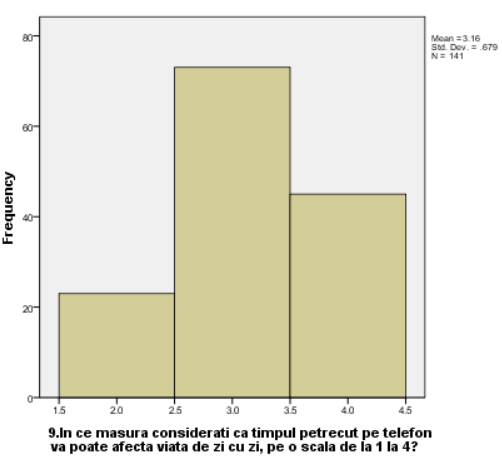 Mean =3.16
Std. Dev. = .679
N = 141
80
60
40
20
0
Frequency
1.5 2.0 2.5 3.0 3.5 4.0 4.5
9.In ce masura considerati ca timpul petrecut pe telefon
va poate afecta viata de zi cu zi, pe o scala de la 1 la 4?